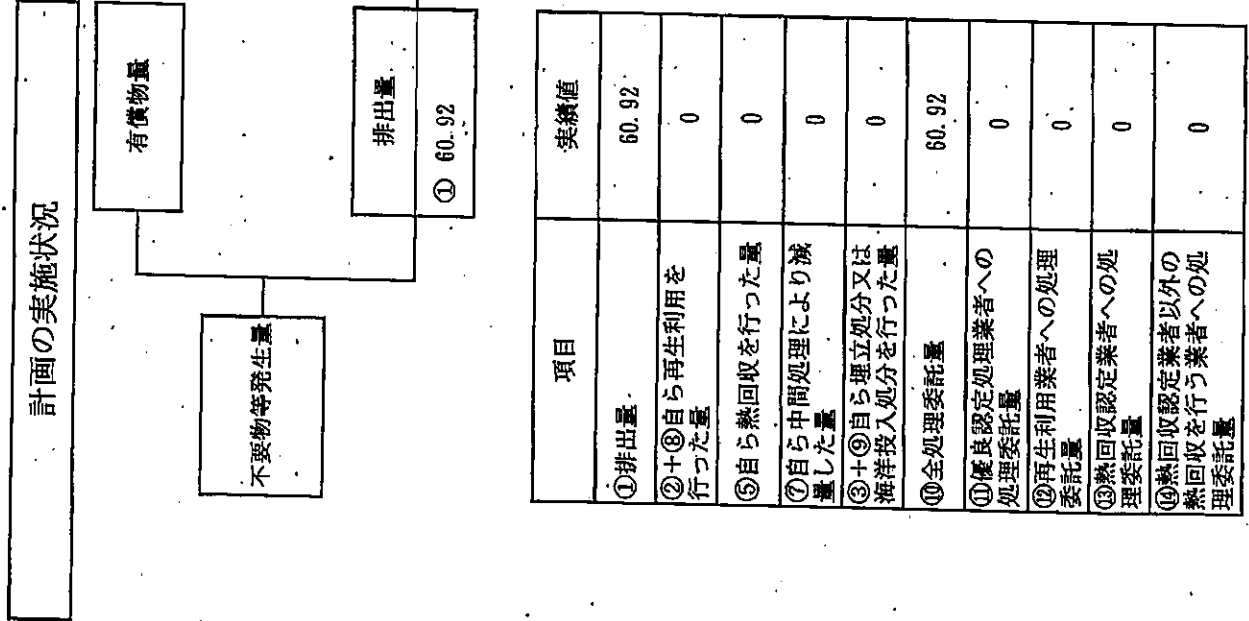 計画の実施状況
有償物量
不要物等発生量
排出量
① 60.92
項目
実績値
①排出量
60.92
②+⑧自ら再生利用を
行った量
0
⑤自ら熱回収を行った量
0
⑦自ら中間処理により減
量した量
0
③+⑨自ら埋立処分又は
海洋投入処分を行った量
0
⑩全処理委託量
60.92
⑪優良認定処理業者への
処理委託量
0
⑫再生利用業者への処理
委託量
0
⑬熱回収認定業者への処
理委託量
0
⑭熱回収認定業者以外の
熱回収を行う業者への処
理委託量
0